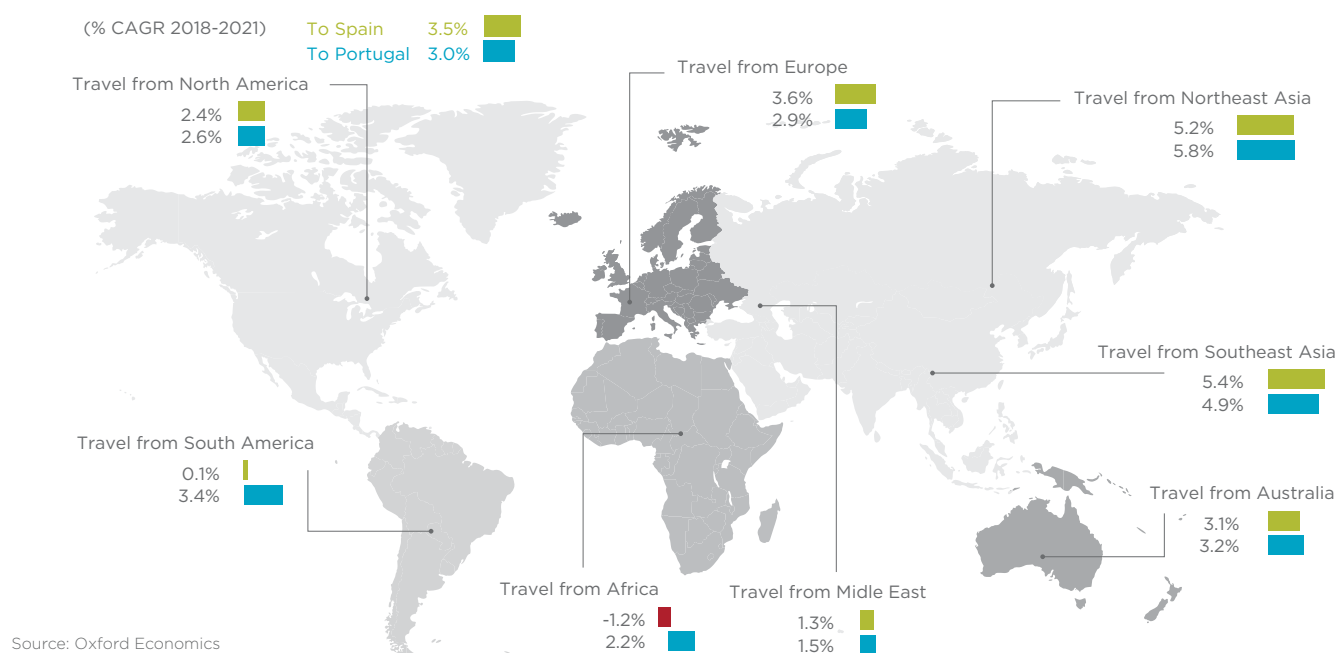 (% CAGR 2018-2021)
To Spain 3.5%
To Portugal 3.0%
Travel from North America
2.4%
2.6%
Travel from Europe
3.6%
2.9%
Travel from Northeast Asia
5.2%
5.8%
Travel from Southeast Asia
5.4%
4.9%
Travel from South America
0.1%
3.4%
Travel from Australia
3.1%
3.2%
Travel from Africa
-1.2%
2.2%
Travel from Midle East
1.3%
1.5%
Source: Oxford Economics